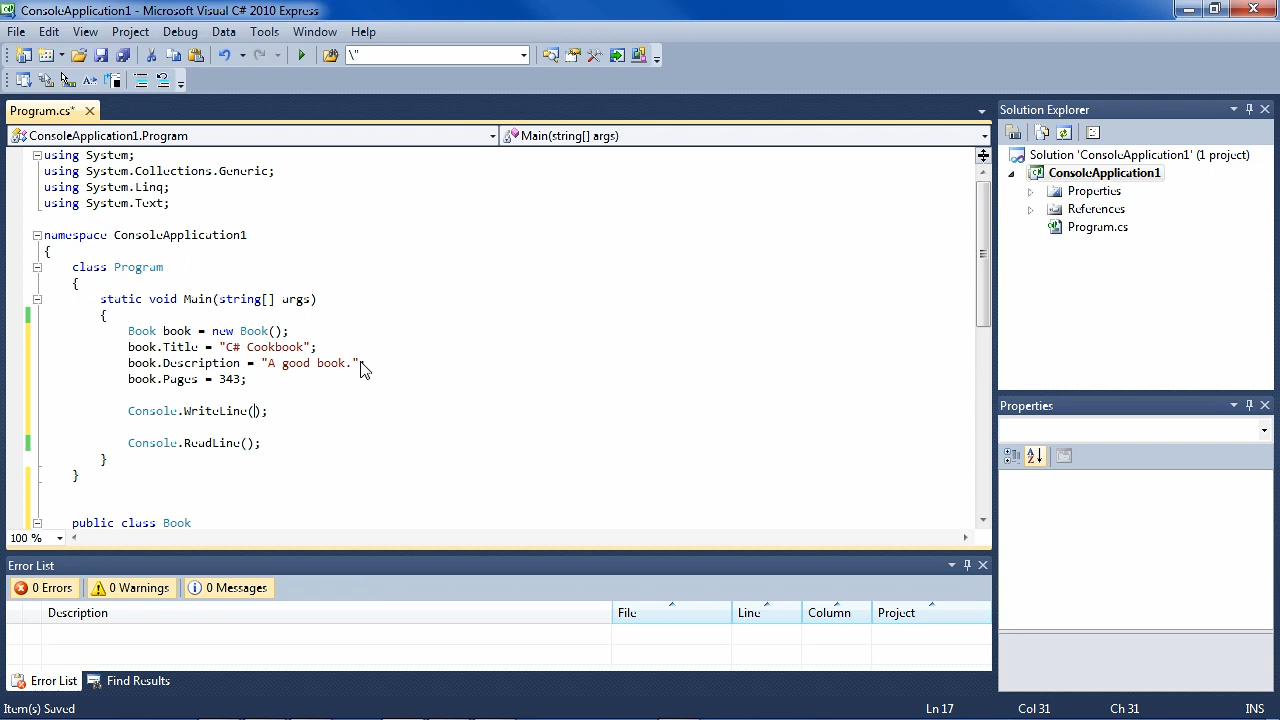 ConsoleApplication1 - Microsoft Visual C# 2010 Express
File Edit View Project Debug Data Tools Window Help
\"
Program.cs*
ConsoleApplication1.Program
Main(string[] args)
using System;
using System.Collections.Generic;
using System.Linq;
using System.Text;
namespace ConsoleApplication1
{
class Program
{
static void Main(string[] args)
{
Book book = new Book();
book.Title = "C# Cookbook";
book.Description = "A good book."
book.Pages = 343;
Console.WriteLine();
Console.ReadLine();
}
}
public class Book
100 %
Solution Explorer
Solution 'ConsoleApplication1' (1 project)
ConsoleApplication1
Properties
References
Program.cs
Properties
Error List
0 Errors 0 Warnings 0 Messages
Description File Line Column Project
Error List Find Results
Item(s) Saved Ln 17 Col 31 Ch 31 INS